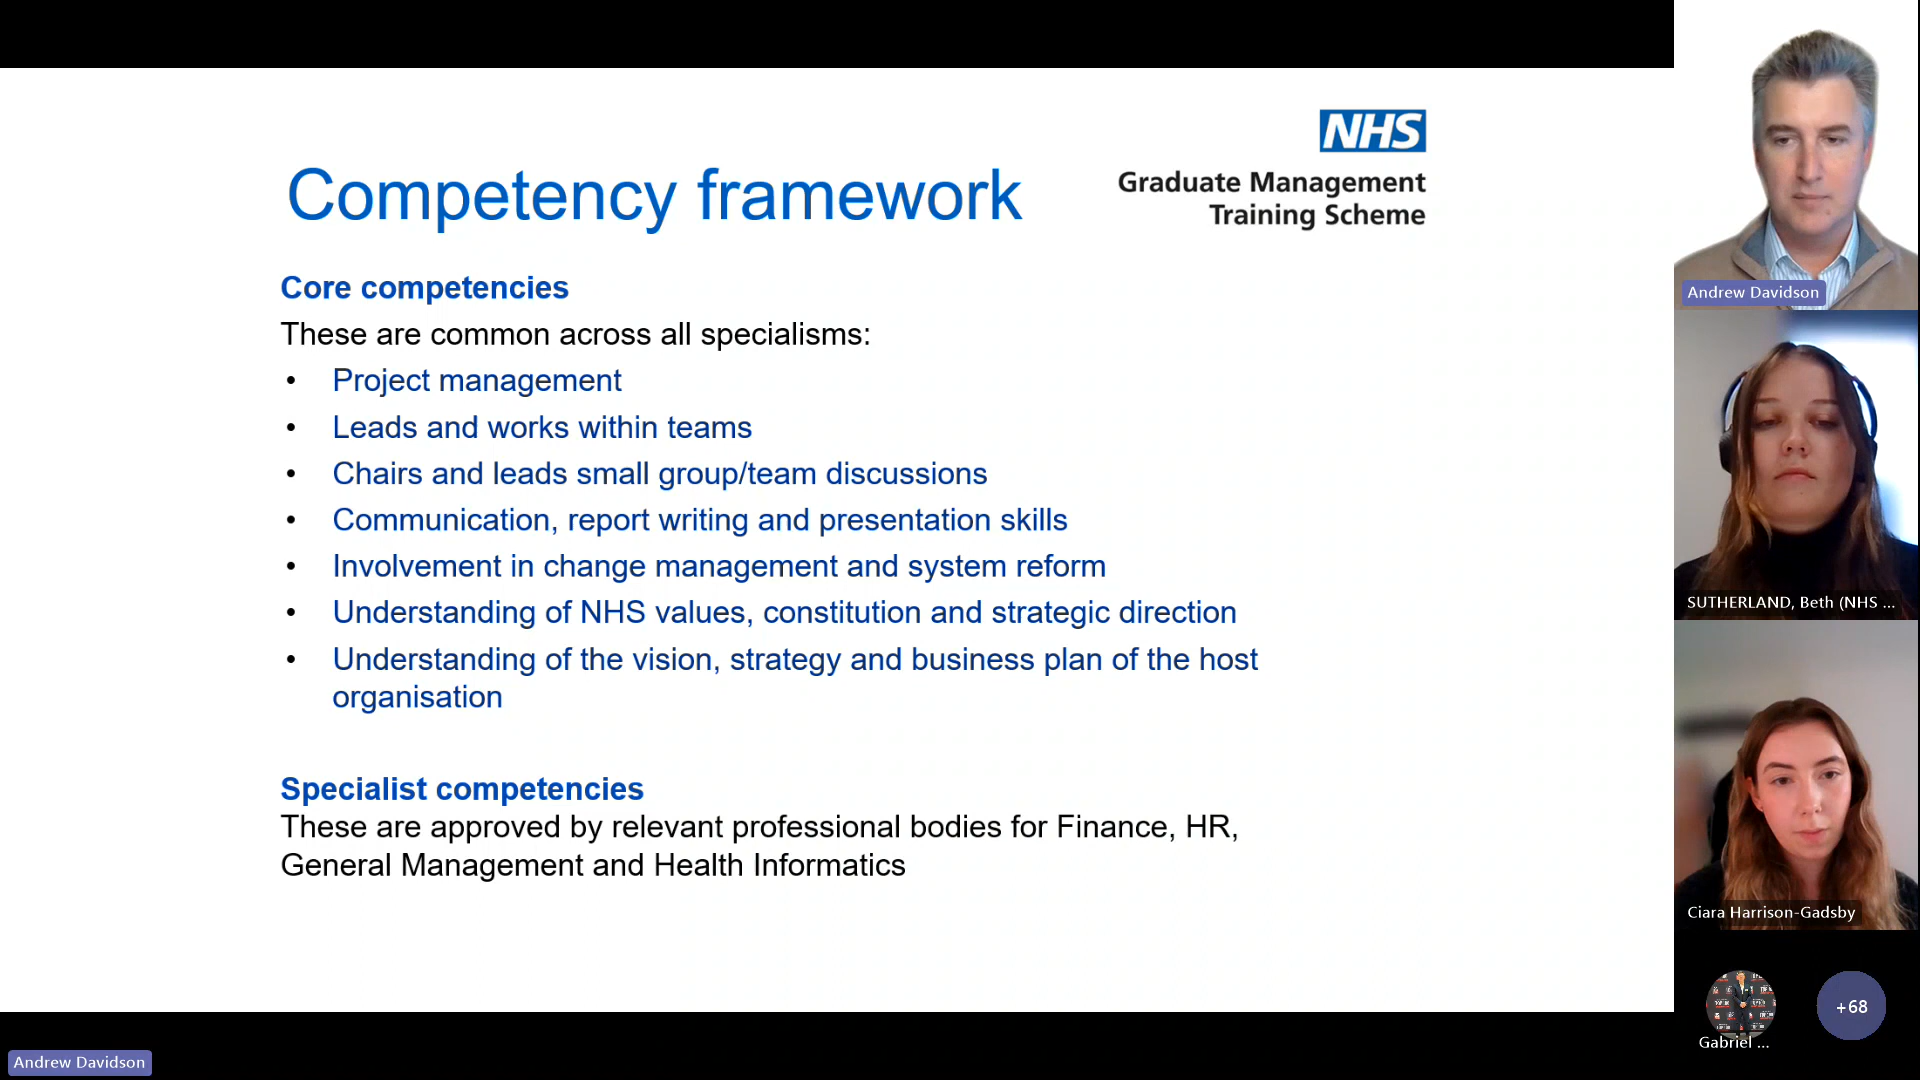 NHS
Graduate Management
Training Scheme
Competency framework
Core competencies
These are common across all specialisms:
• Project management
• Leads and works within teams
• Chairs and leads small group/team discussions
• Communication, report writing and presentation skills
• Involvement in change management and system reform
• Understanding of NHS values, constitution and strategic direction
• Understanding of the vision, strategy and business plan of the host
organisation
Specialist competencies
These are approved by relevant professional bodies for Finance, HR,
General Management and Health Informatics
Andrew Davidson
SUTHERLAND, Beth (NHS ...
Ciara Harrison-Gadsby
Gabriel ...
+68
Andrew Davidson